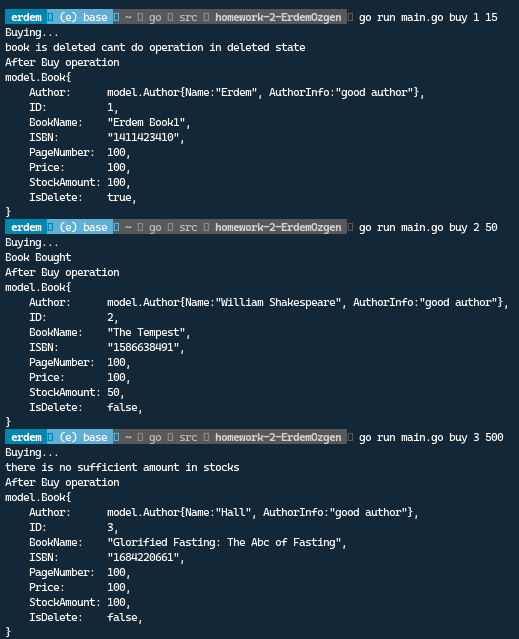 erdem (e) base ~ go src homework-2-ErdemOzgen go run main.go buy 1 15
Buying...
book is deleted cant do operation in deleted state
After Buy operation
model.Book{
    Author:      model.Author{Name:"Erdem", AuthorInfo:"good author"},
    ID:          1,
    BookName:    "Erdem Book1",
    ISBN:        "1411423410",
    PageNumber:  100,
    Price:       100,
    StockAmount: 100,
    IsDelete:    true,
}
erdem (e) base ~ go src homework-2-ErdemOzgen go run main.go buy 2 50
Buying...
Book Bought
After Buy operation
model.Book{
    Author:      model.Author{Name:"William Shakespeare", AuthorInfo:"good author"},
    ID:          2,
    BookName:    "The Tempest",
    ISBN:        "1586638491",
    PageNumber:  100,
    Price:       100,
    StockAmount: 50,
    IsDelete:    false,
}
erdem (e) base ~ go src homework-2-ErdemOzgen go run main.go buy 3 500
Buying...
there is no sufficient amount in stocks
After Buy operation
model.Book{
    Author:      model.Author{Name:"Hall", AuthorInfo:"good author"},
    ID:          3,
    BookName:    "Glorified Fasting: The Abc of Fasting",
    ISBN:        "1684220661",
    PageNumber:  100,
    Price:       100,
    StockAmount: 100,
    IsDelete:    false,
}